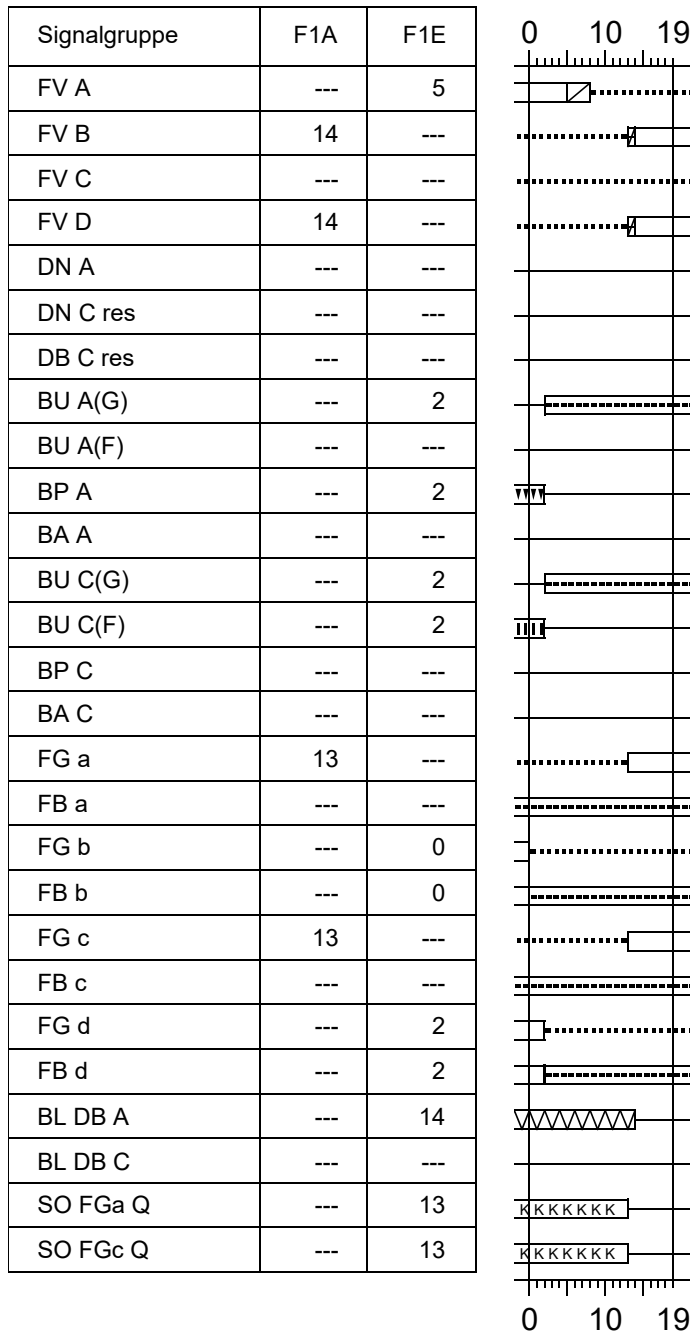 Signalgruppe F1A F1E 0 10 19
FV A --- 5
FV B 14 ---
FV C --- ---
FV D 14 ---
DN A --- ---
DN C res --- ---
DB C res --- ---
BU A(G) --- 2
BU A(F) --- ---
BP A --- 2
BA A --- ---
BU C(G) --- 2
BU C(F) --- 2
BP C --- ---
BA C --- ---
FG a 13 ---
FB a --- ---
FG b --- 0
FB b --- 0
FG c 13 ---
FB c --- ---
FG d --- 2
FB d --- 2
BL DB A --- 14
BL DB C --- ---
SO FGa Q --- 13 K K K K K K K
SO FGc Q --- 13 K K K K K K K
0 10 19